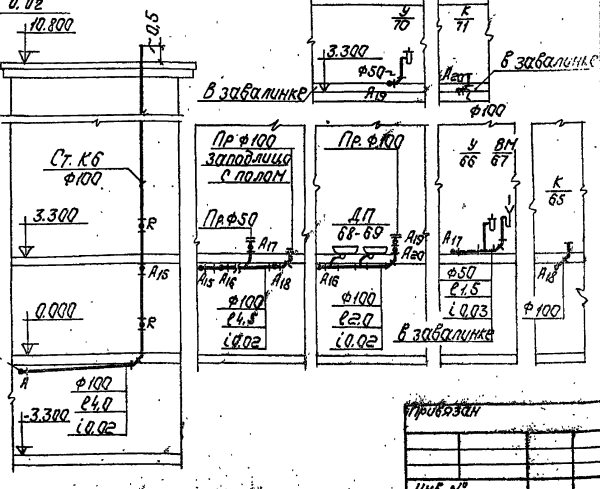 0.02
10.800
0,5
Ст. К6
Ф100
3.300
R
А15
0.000
R
А
Ф100
ℓ4,0
i0.02
-3.300
У
70
К
71
3.300
Ф50
А19
А20
в завалинке
в завалинке
Ф100
Пр Ф100
заподлицо
с полом
Пр Ф50
А17
А15 А16 А18
Ф100
ℓ4,5
i0.02
Пр. Ф100
ДП
68-69
А19
А20
А16
Ф100
ℓ2.0
i0.02
У
66
ВМ
67
А17
Ф50
ℓ1,5
i0,03
в завалинке
К
65
А18
Ф100
Привязан
Инв. №